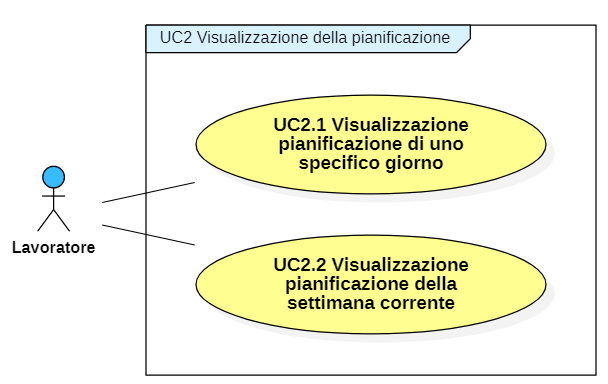 UC2 Visualizzazione della pianificazione
UC2.1 Visualizzazione
pianificazione di uno
specifico giorno
Lavoratore
UC2.2 Visualizzazione
pianificazione della
settimana corrente